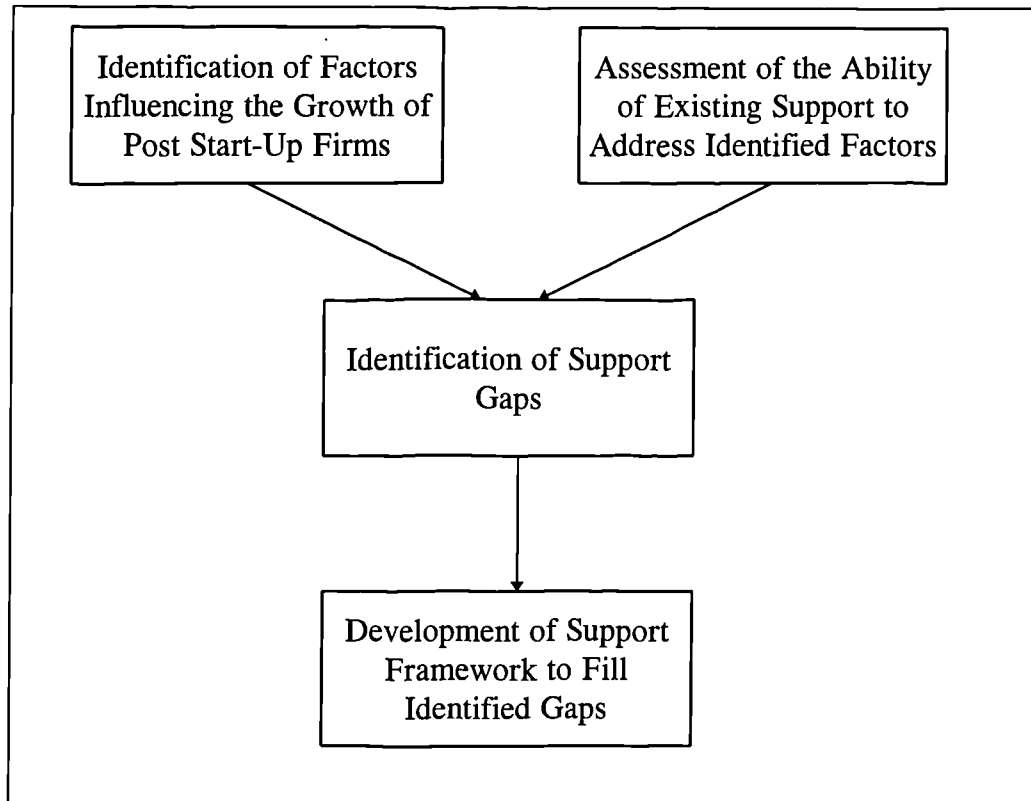 Identification of Factors
Influencing the Growth of
Post Start-Up Firms
Assessment of the Ability
of Existing Support to
Address Identified Factors
Identification of Support
Gaps
Development of Support
Framework to Fill
Identified Gaps